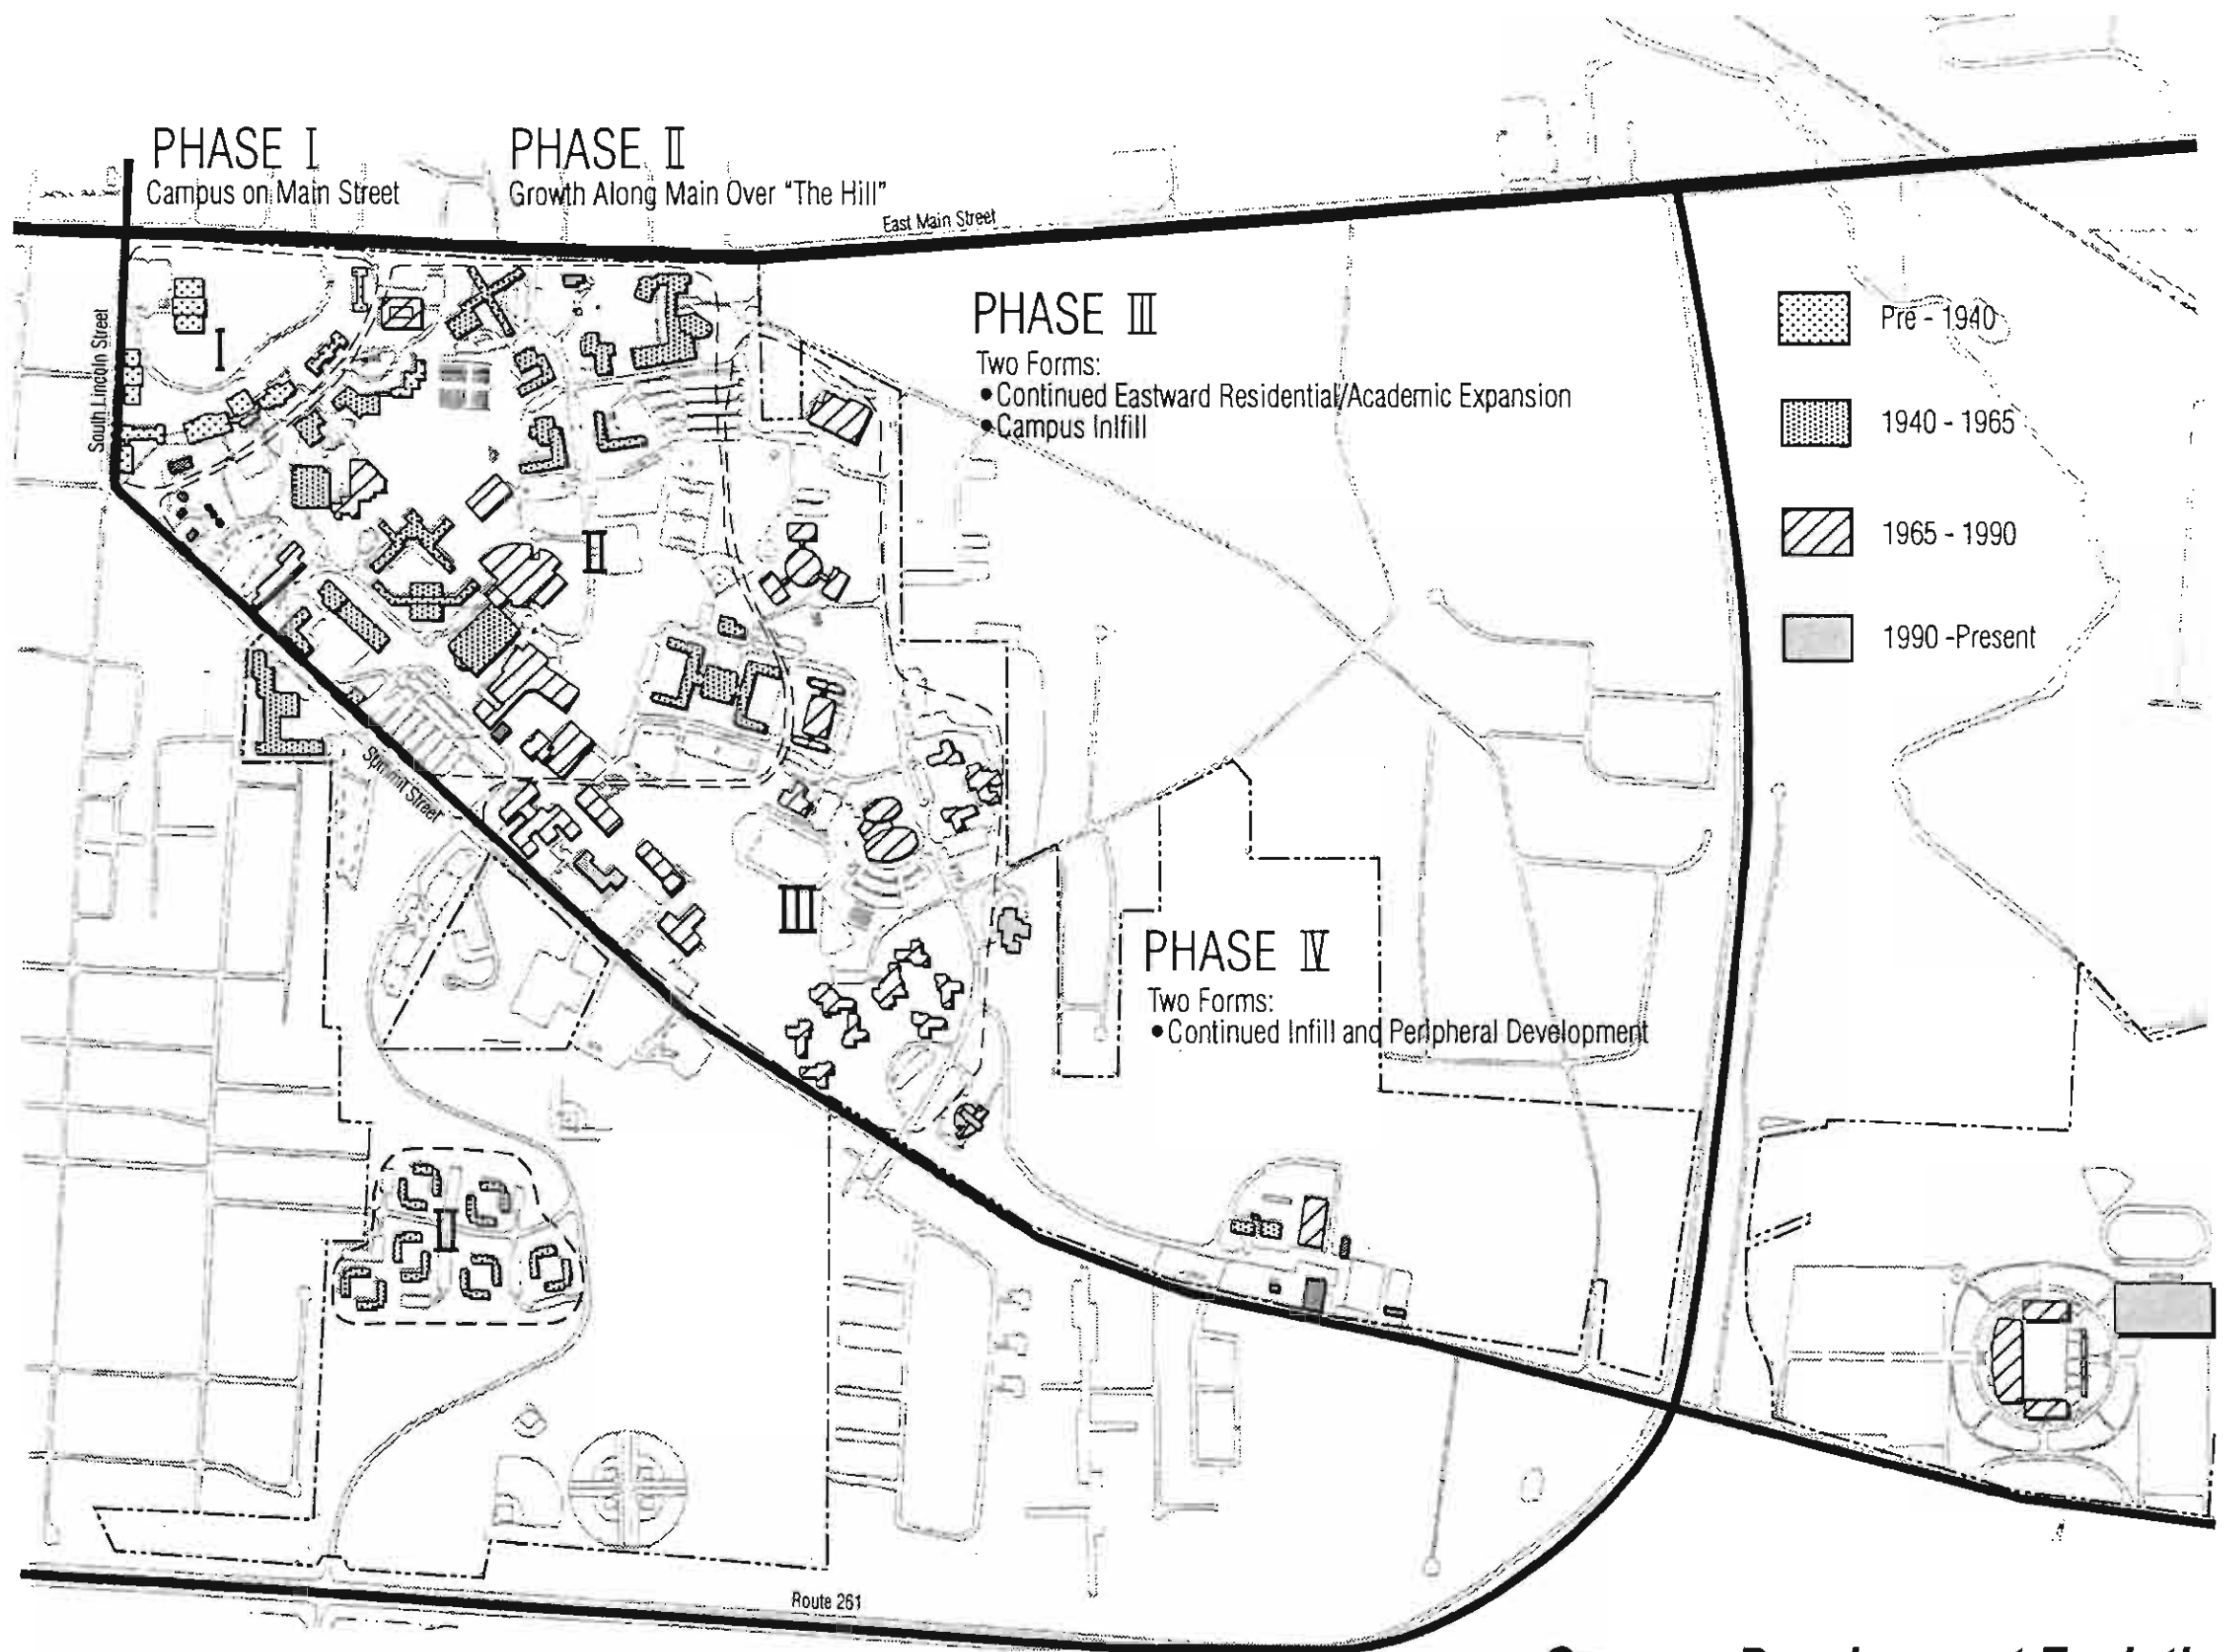 PHASE I
Campus on Main Street
PHASE II
Growth Along Main Over "The Hill"
East Main Street
South Lincoln Street
I
PHASE III
Two Forms:
•Continued Eastward Residential/Academic Expansion
•Campus Inlfill
Pre - 1940
1940 - 1965
1965 - 1990
1990 -Present
II
Street
III
PHASE IV
Two Forms:
•Continued Infill and Peripheral Development
II
Route 261